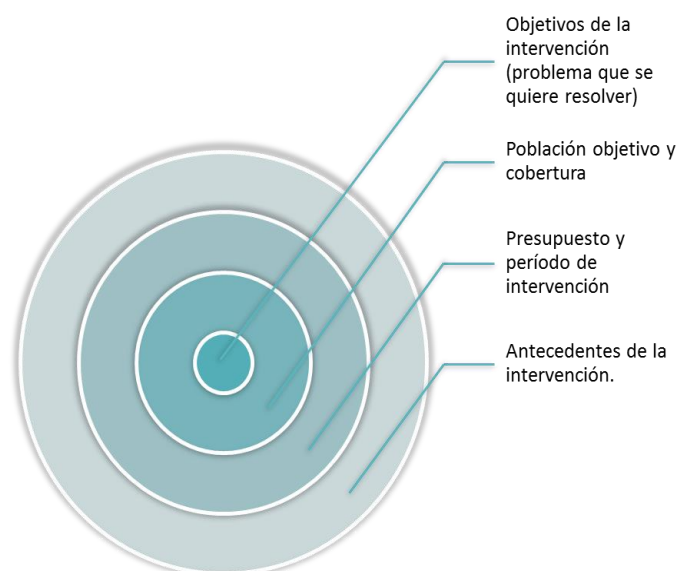 Objetivos de la
intervención
(problema que se
quiere resolver)
Población objetivo y
cobertura
Presupuesto y
período de
intervención
Antecedentes de la
intervención.